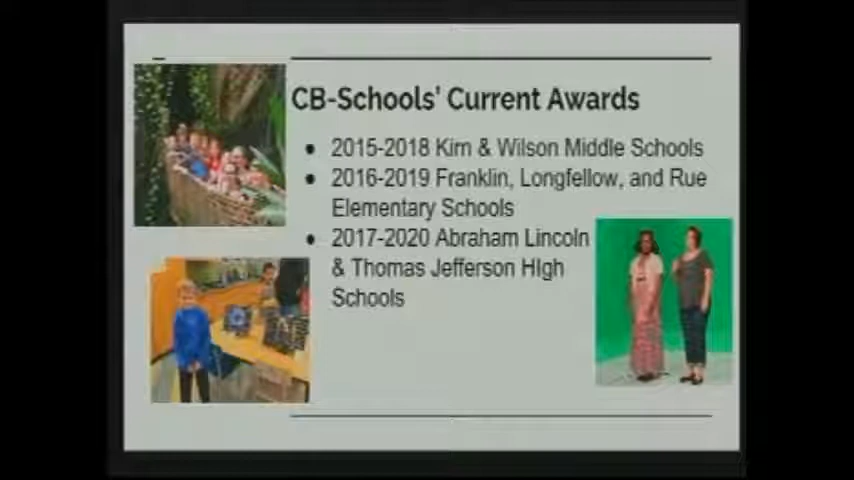 CB-Schools' Current Awards
2015-2018 Kirn & Wilson Middle Schools
2016-2019 Franklin, Longfellow, and Rue
Elementary Schools
2017-2020 Abraham Lincoln
& Thomas Jefferson HIgh
Schools